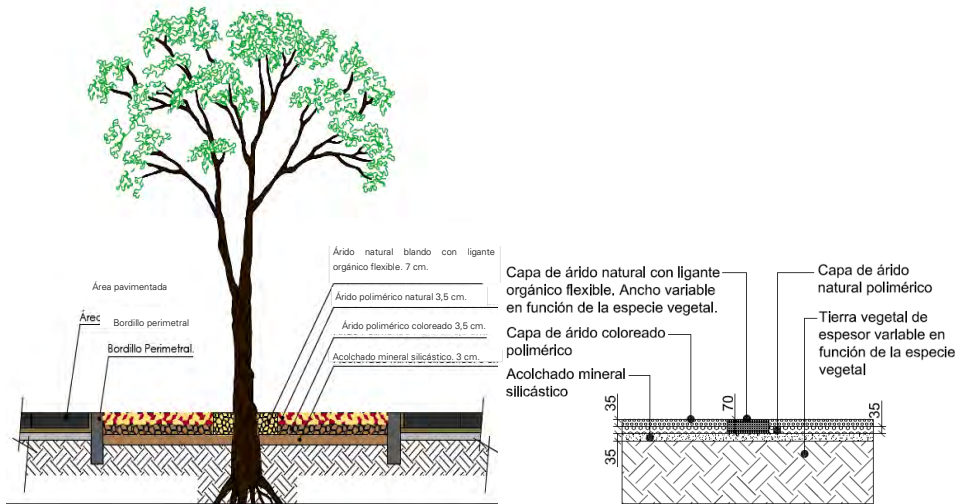 Árido natural blando con ligante
orgánico flexible. 7 cm.
Área pavimentada
Árido polimérico natural 3,5 cm.
Bordillo perimetral
Árido polimérico coloreado 3,5 cm.
Bordillo Perimetral.
Acolchado mineral silicástico. 3 cm.
Capa de árido natural con ligante
orgánico flexible. Ancho variable
en función de la especie vegetal.
Capa de árido coloreado
polimérico
Acolchado mineral
silicástico
Capa de árido
natural polimérico
Tierra vegetal de
espesor variable en
función de la especie
vegetal
35
70
35
35